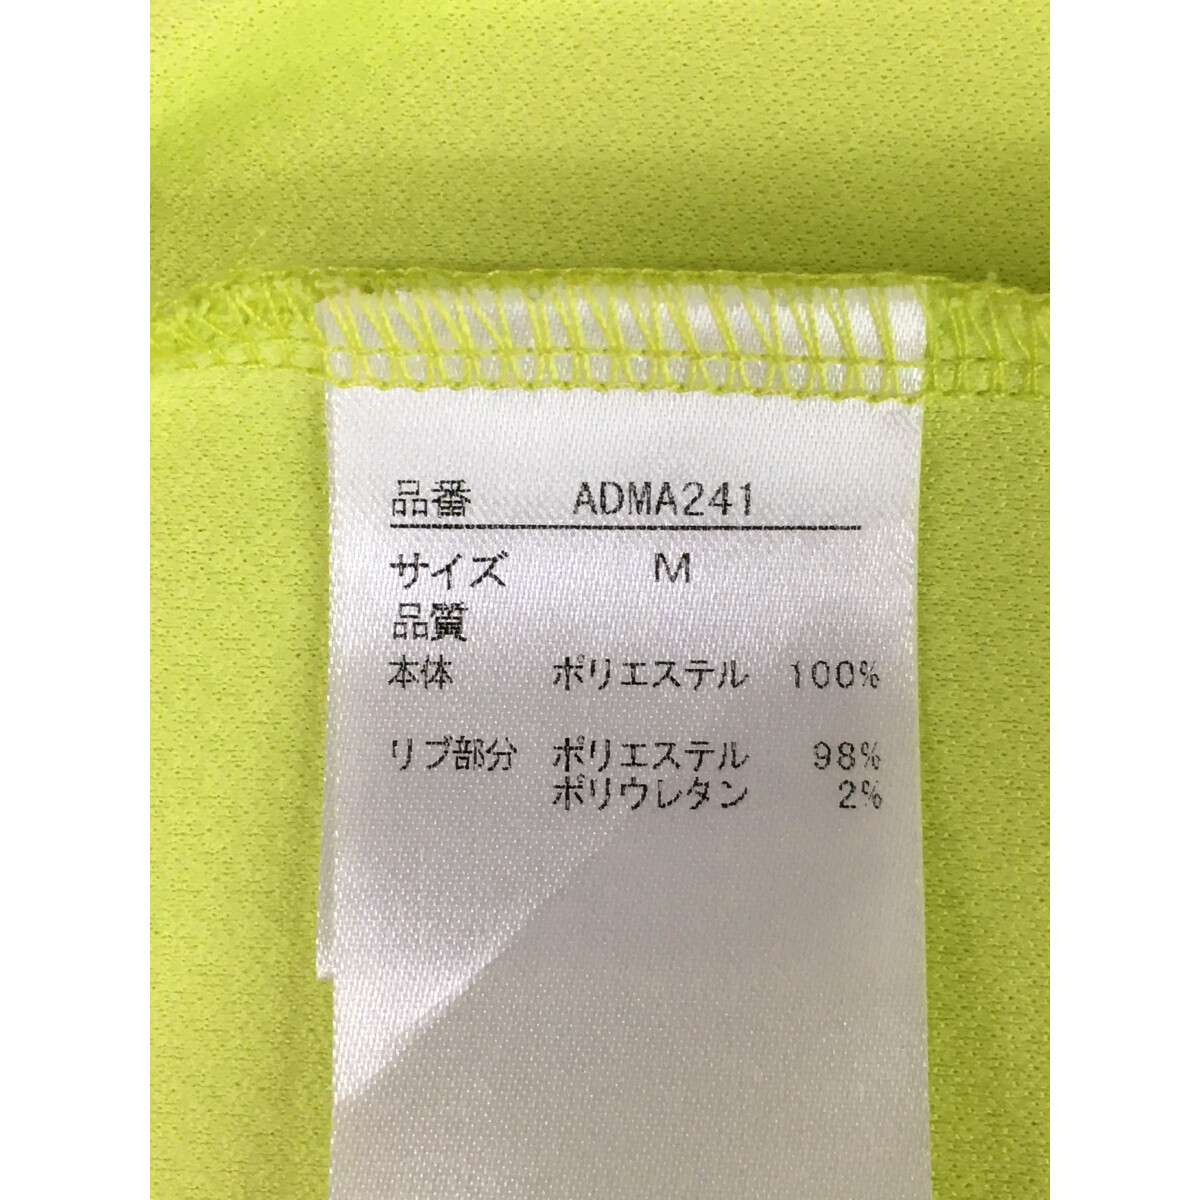 品番 ADMA241
サイズ M
品質
本体 ポリエステル 100%
リブ部分 ポリエステル 98%
ポリウレタン 2%